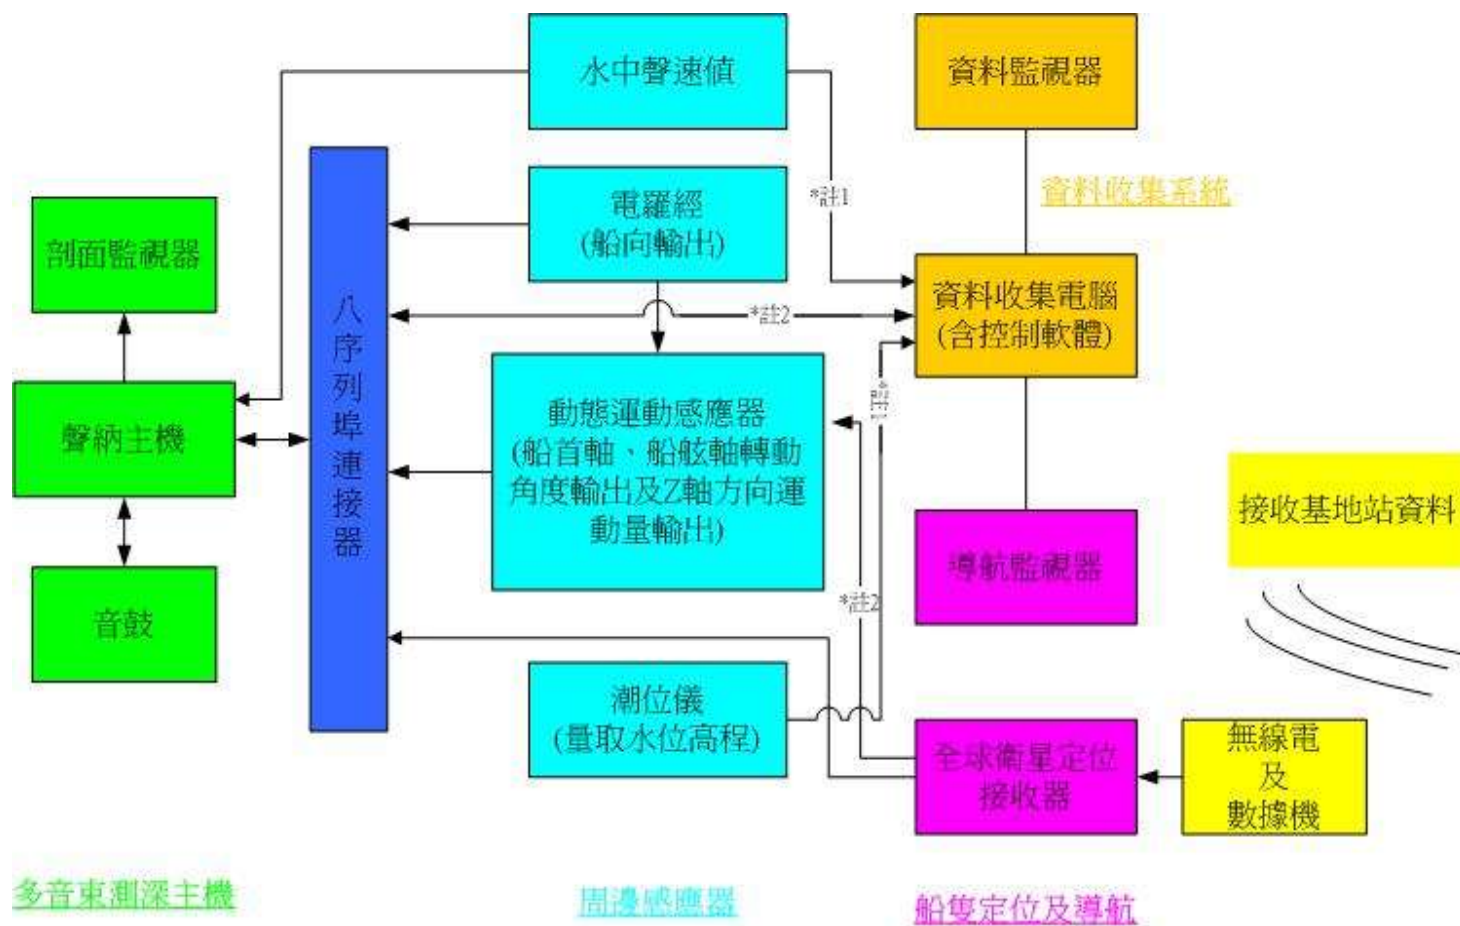 水中聲速值
資料監視器
*註1
資料收集系統
電羅經
(船向輸出)
剖面監視器
八
序
列
埠
連
接
器
*註2
資料收集電腦
(含控制軟體)
*註1
聲納主機
動態運動感應器
(船首軸、船舷軸轉動
角度輸出及Z軸方向運
動量輸出)
接收基地站資料
導航監視器
*註2
音鼓
潮位儀
(量取水位高程)
全球衛星定位
接收器
無線電
及
數據機
多音束測深主機
周邊感應器
船隻定位及導航